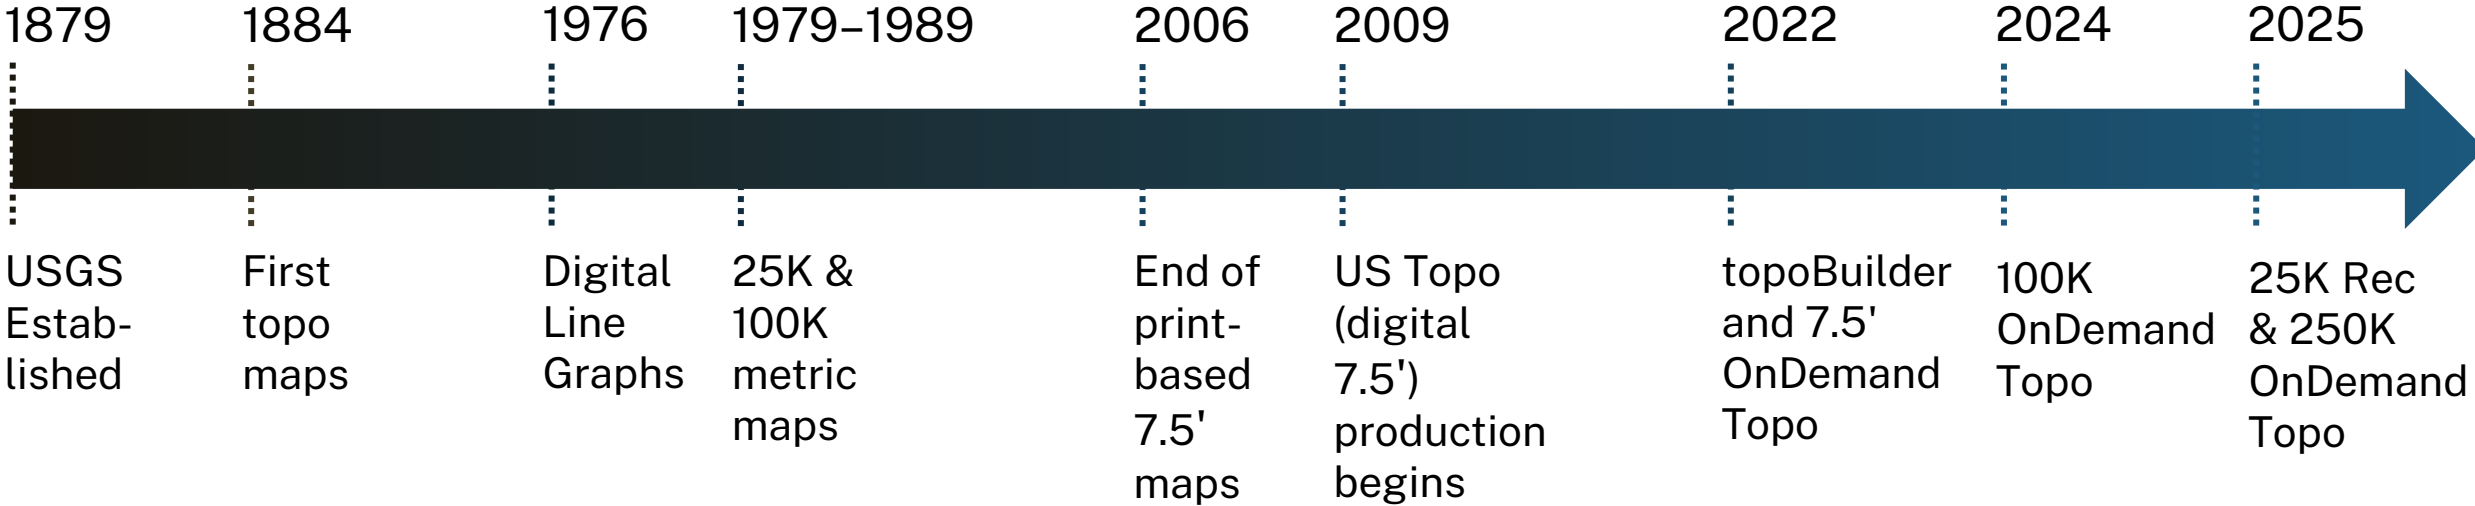 1879
USGS
Estab-
lished
1884
First
topo
maps
1976
Digital
Line
Graphs
1979–1989
25K &
100K
metric
maps
2006
End of
print-
based
7.5'
maps
2009
US Topo
(digital
7.5')
production
begins
2022
topoBuilder
and 7.5'
OnDemand
Topo
2024
100K
OnDemand
Topo
2025
25K Rec
& 250K
OnDemand
Topo